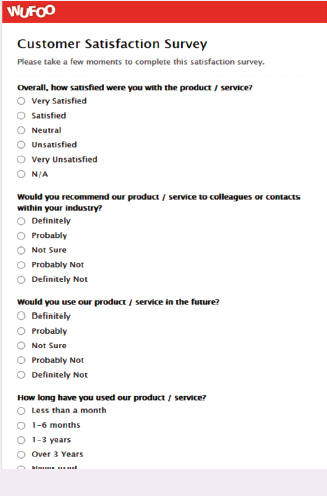 WUFOO
Customer Satisfaction Survey
Please take a few moments to complete this satisfaction survey.
Overall, how satisfied were you with the product / service?
Very Satisfied
Satisfied
Neutral
Unsatisfied
Very Unsatisfied
N/A
Would you recommend our product / service to colleagues or contacts
within your industry?
Definitely
Probably
Not Sure
Probably Not
Definitely Not
Would you use our product / service in the future?
Definitely
Probably
Not Sure
Probably Not
Definitely Not
How long have you used our product / service?
Less than a month
1-6 months
1-3 years
Over 3 Years
Never used